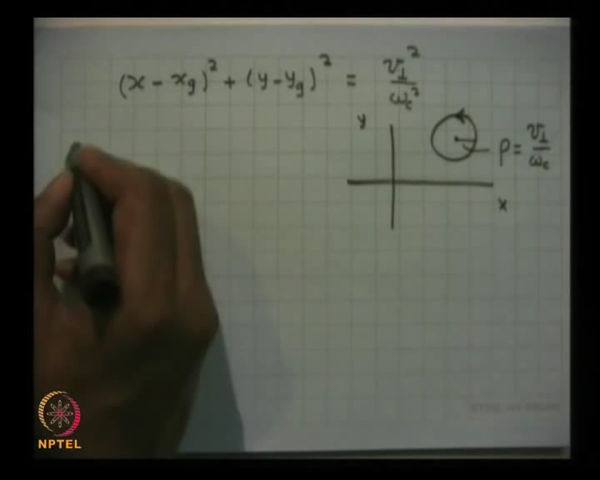 (x - x_g)^2 + (y - y_g)^2 = v_⊥^2 / ω_c^2
y
ρ = v_⊥ / ω_c
x
NPTEL